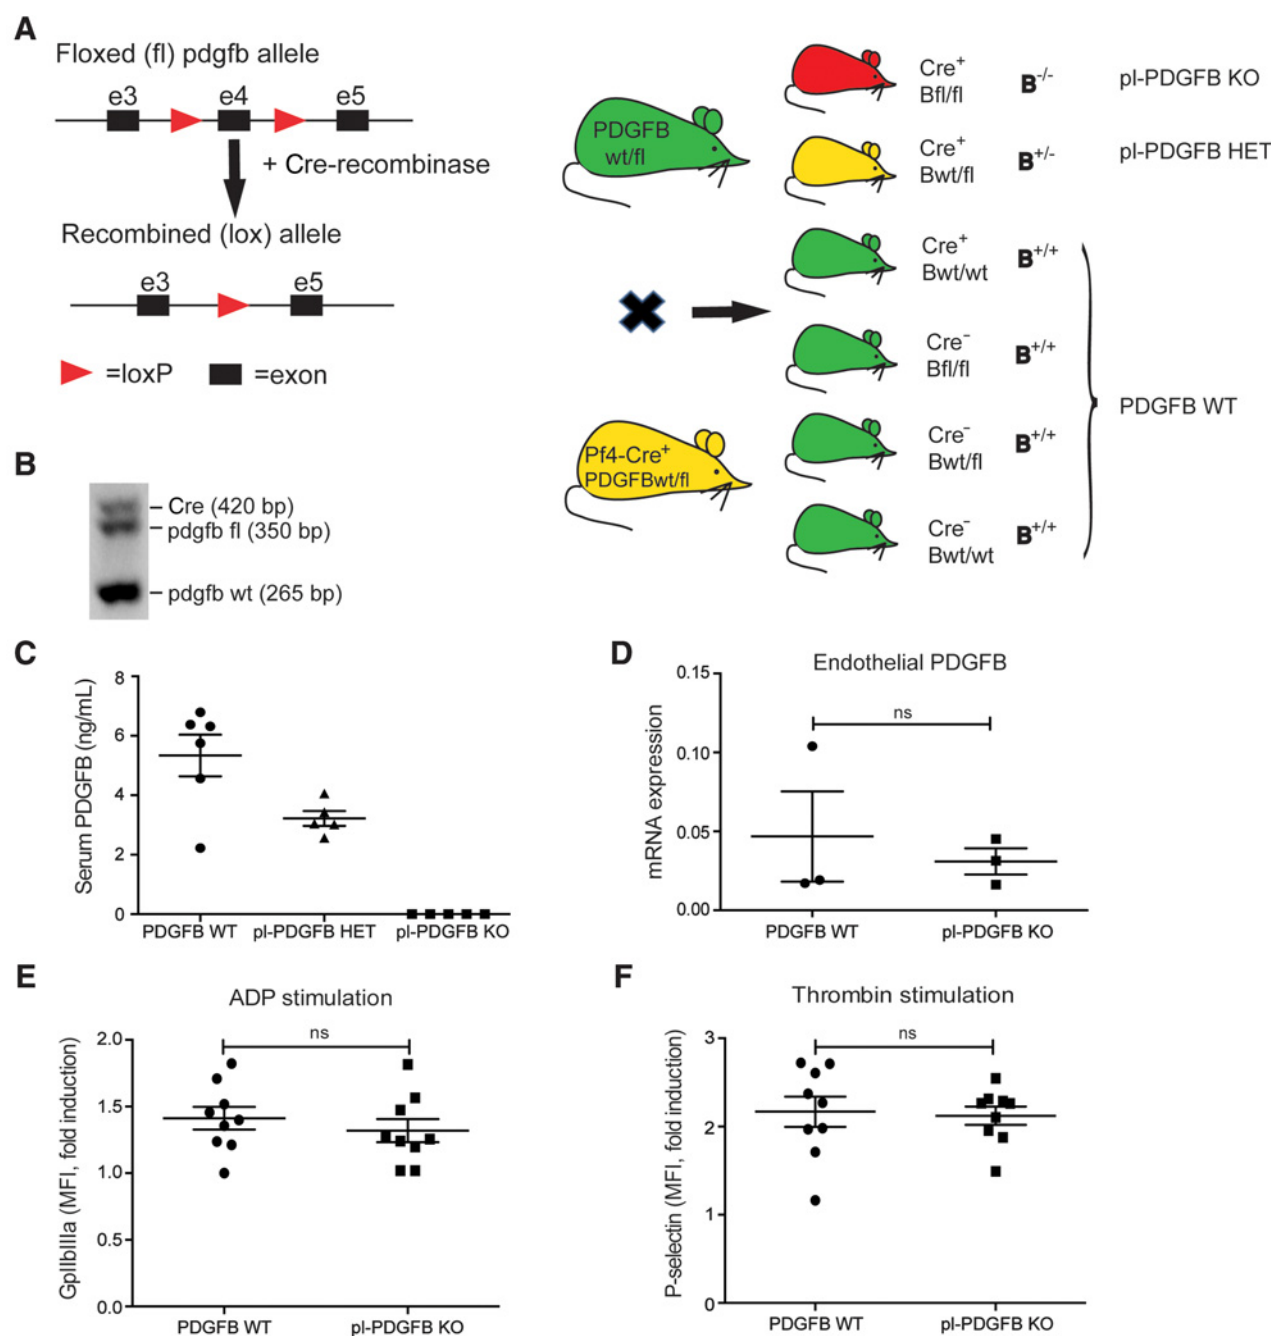 A
Floxed (fl) pdgfb allele
e3
e4
e5
+ Cre-recombinase
Recombined (lox) allele
e3
e5
=loxP
=exon
PDGFB
wt/fl
Pf4-Cre+
PDGFBwt/fl
Cre+
Bfl/fl
B-/-
pl-PDGFB KO
Cre+
Bwt/fl
B+/-
pl-PDGFB HET
Cre+
Bwt/wt
B+/+
Cre−
Bfl/fl
B+/+
Cre−
Bwt/fl
B+/+
Cre−
Bwt/wt
B+/+
PDGFB WT
B
Cre (420 bp)
pdgfb fl (350 bp)
pdgfb wt (265 bp)
C
Serum PDGFB (ng/mL)
8
6
4
2
0
PDGFB WT
pl-PDGFB HET
pl-PDGFB KO
D
Endothelial PDGFB
mRNA expression
0.15
0.10
0.05
0.00
ns
PDGFB WT
pl-PDGFB KO
E
ADP stimulation
GpIIbIIIa (MFI, fold induction)
2.0
1.5
1.0
0.5
0.0
ns
PDGFB WT
pl-PDGFB KO
F
Thrombin stimulation
P-selectin (MFI, fold induction)
3
2
1
0
ns
PDGFB WT
pl-PDGFB KO